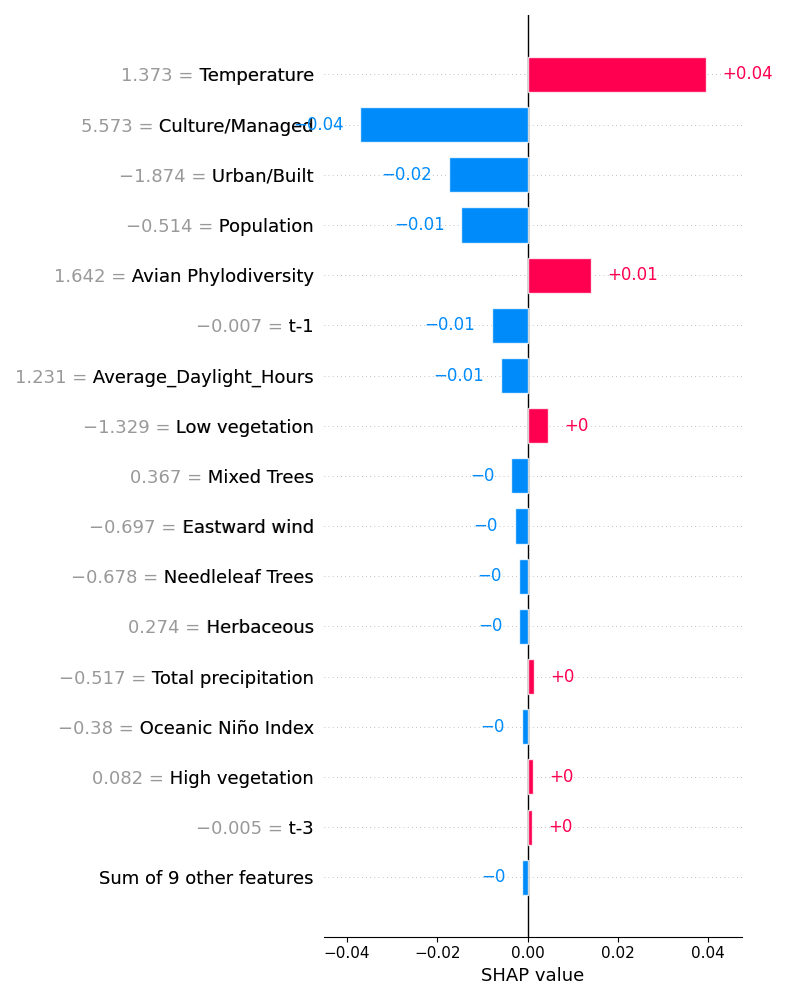 1.373 = Temperature +0.04
5.573 = Culture/Managed −0.04
−1.874 = Urban/Built −0.02
−0.514 = Population −0.01
1.642 = Avian Phylodiversity +0.01
−0.007 = t-1 −0.01
1.231 = Average_Daylight_Hours −0.01
−1.329 = Low vegetation +0
0.367 = Mixed Trees −0
−0.697 = Eastward wind −0
−0.678 = Needleleaf Trees −0
0.274 = Herbaceous −0
−0.517 = Total precipitation +0
−0.38 = Oceanic Niño Index −0
0.082 = High vegetation +0
−0.005 = t-3 +0
Sum of 9 other features −0
−0.04 −0.02 0.00 0.02 0.04
SHAP value